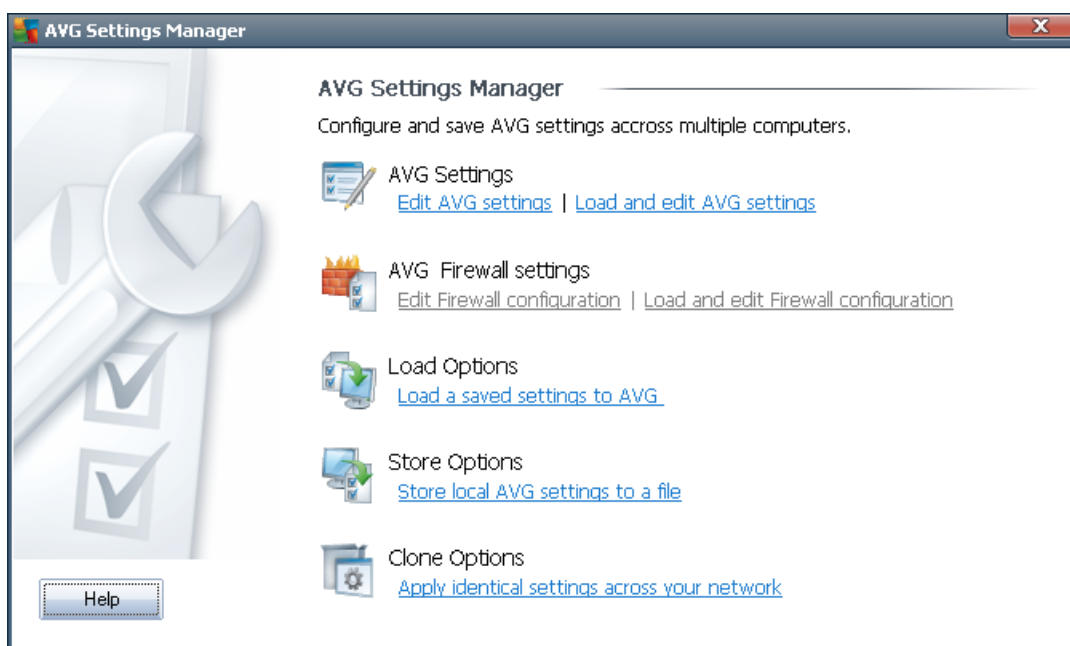 AVG Settings Manager
X
AVG Settings Manager
Configure and save AVG settings accross multiple computers.
AVG Settings
Edit AVG settings | Load and edit AVG settings
AVG Firewall settings
Edit Firewall configuration | Load and edit Firewall configuration
Load Options
Load a saved settings to AVG
Store Options
Store local AVG settings to a file
Clone Options
Apply identical settings across your network
Help